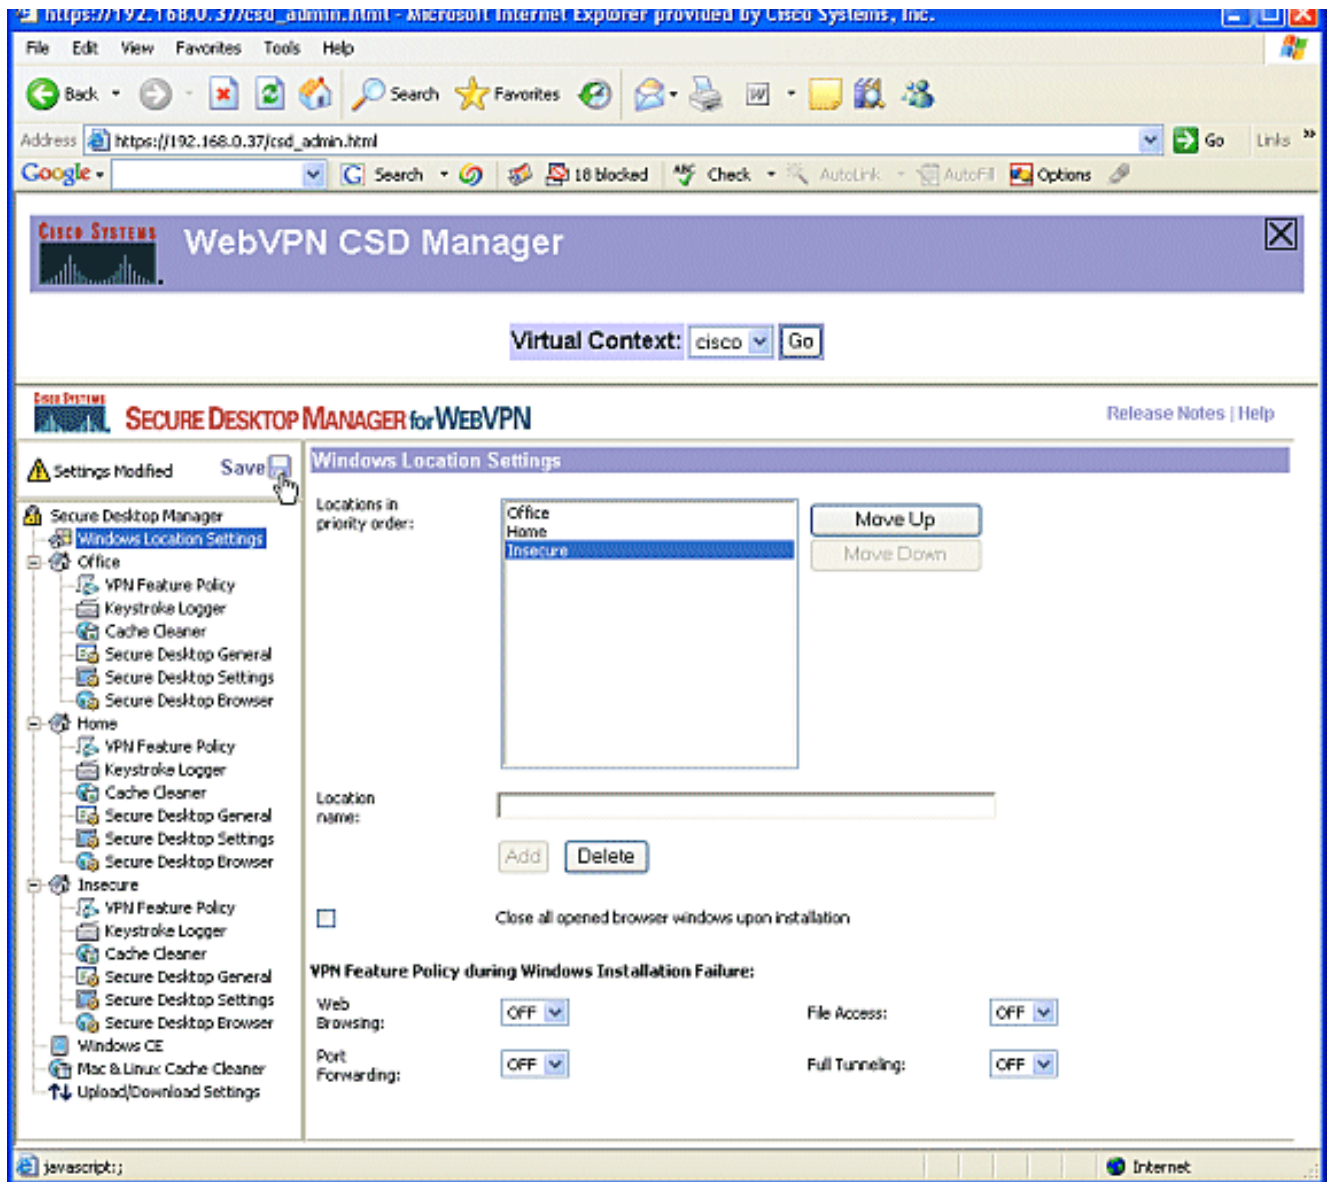 https://192.168.0.37/csd_admin.html - Microsoft Internet Explorer provided by Cisco Systems, Inc.
File Edit View Favorites Tools Help
Back Search Favorites
Address https://192.168.0.37/csd_admin.html Go Links »
Google Search 18 blocked ABC Check AutoLink AutoFill Options
CISCO SYSTEMS
WebVPN CSD Manager
Virtual Context: cisco Go
CISCO SYSTEMS
SECURE DESKTOP MANAGER for WEBVPN
Release Notes | Help
Settings Modified Save
Secure Desktop Manager
Windows Location Settings
Office
VPN Feature Policy
Keystroke Logger
Cache Cleaner
Secure Desktop General
Secure Desktop Settings
Secure Desktop Browser
Home
VPN Feature Policy
Keystroke Logger
Cache Cleaner
Secure Desktop General
Secure Desktop Settings
Secure Desktop Browser
Insecure
VPN Feature Policy
Keystroke Logger
Cache Cleaner
Secure Desktop General
Secure Desktop Settings
Secure Desktop Browser
Windows CE
Mac & Linux Cache Cleaner
Upload/Download Settings
Windows Location Settings
Locations in
priority order:
Office
Home
Insecure
Move Up
Move Down
Location
name:
Add Delete
Close all opened browser windows upon installation
VPN Feature Policy during Windows Installation Failure:
Web
Browsing:
OFF
File Access:
OFF
Port
Forwarding:
OFF
Full Tunneling:
OFF
javascript:;
Internet